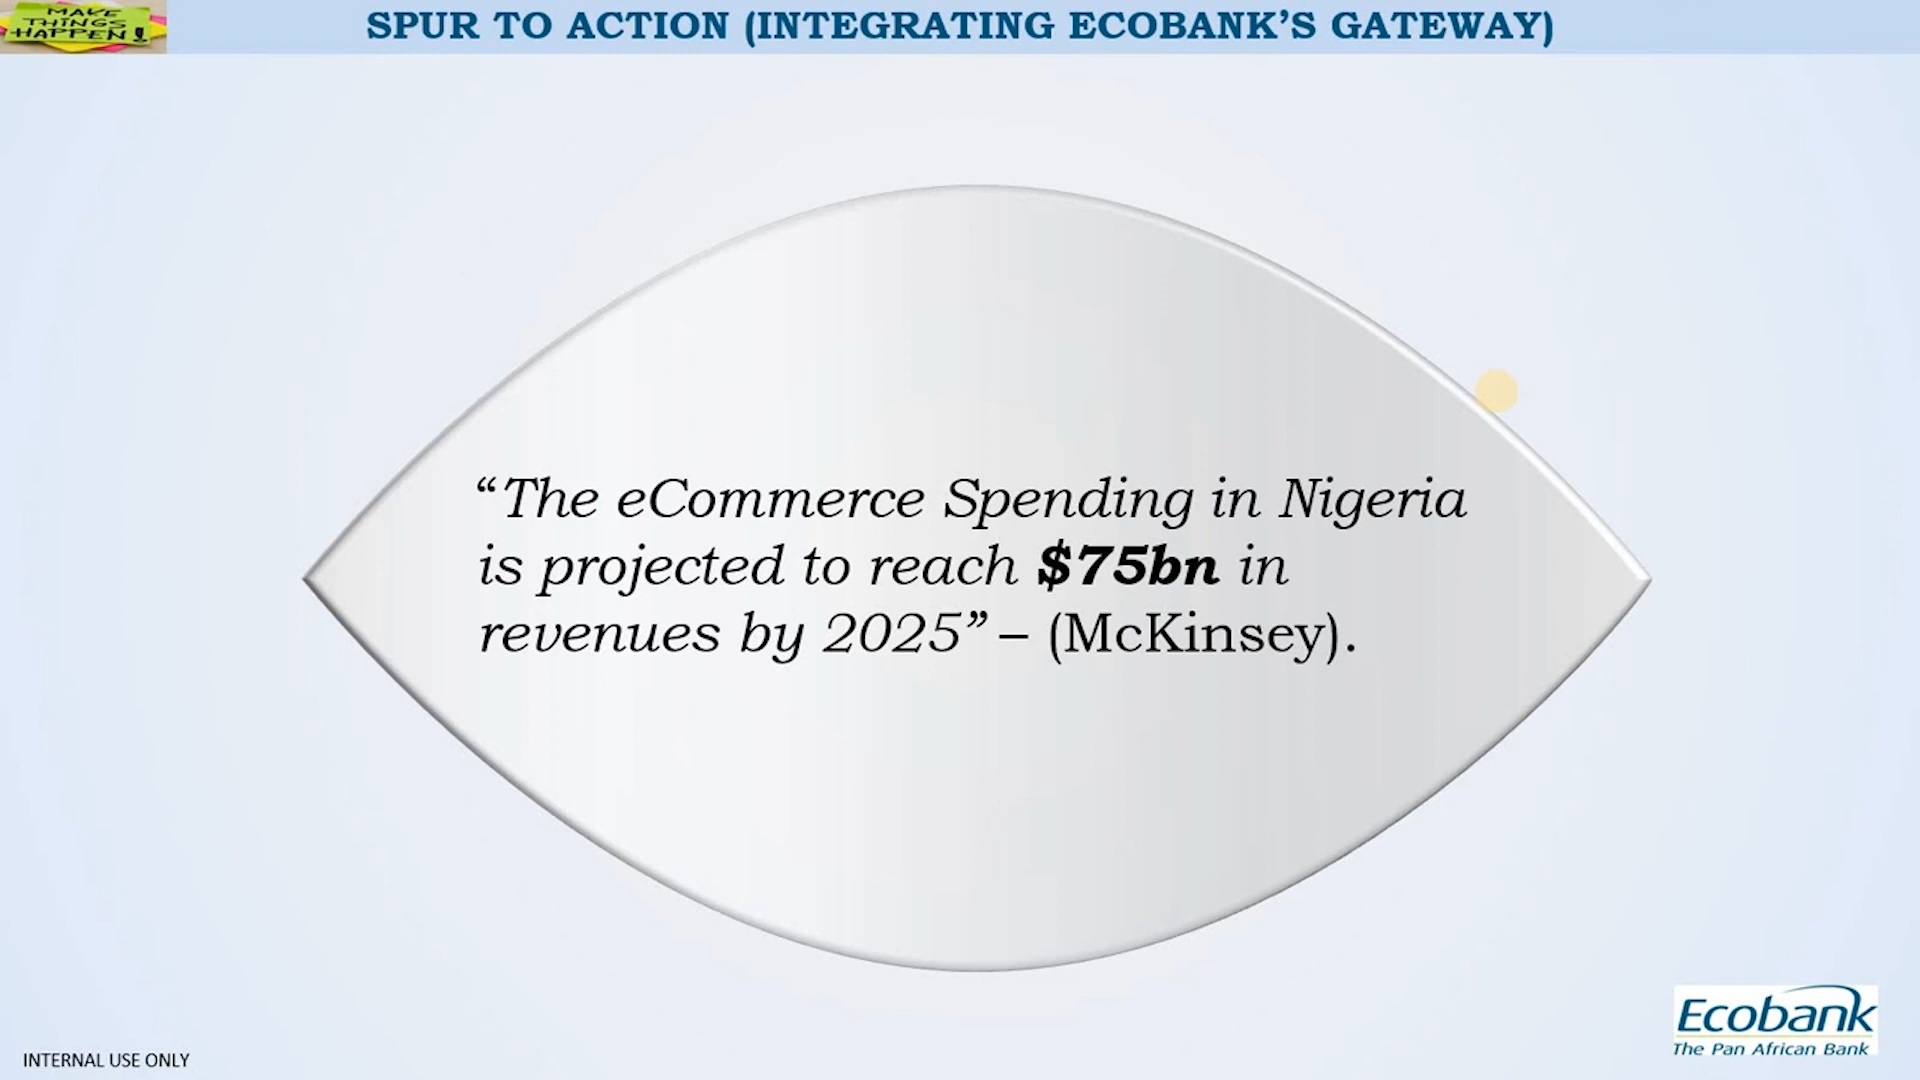 MAKE
THINGS
HAPPEN!
SPUR TO ACTION (INTEGRATING ECOBANK’S GATEWAY)
“The eCommerce Spending in Nigeria
is projected to reach $75bn in
revenues by 2025” – (McKinsey).
Ecobank
The Pan African Bank
INTERNAL USE ONLY